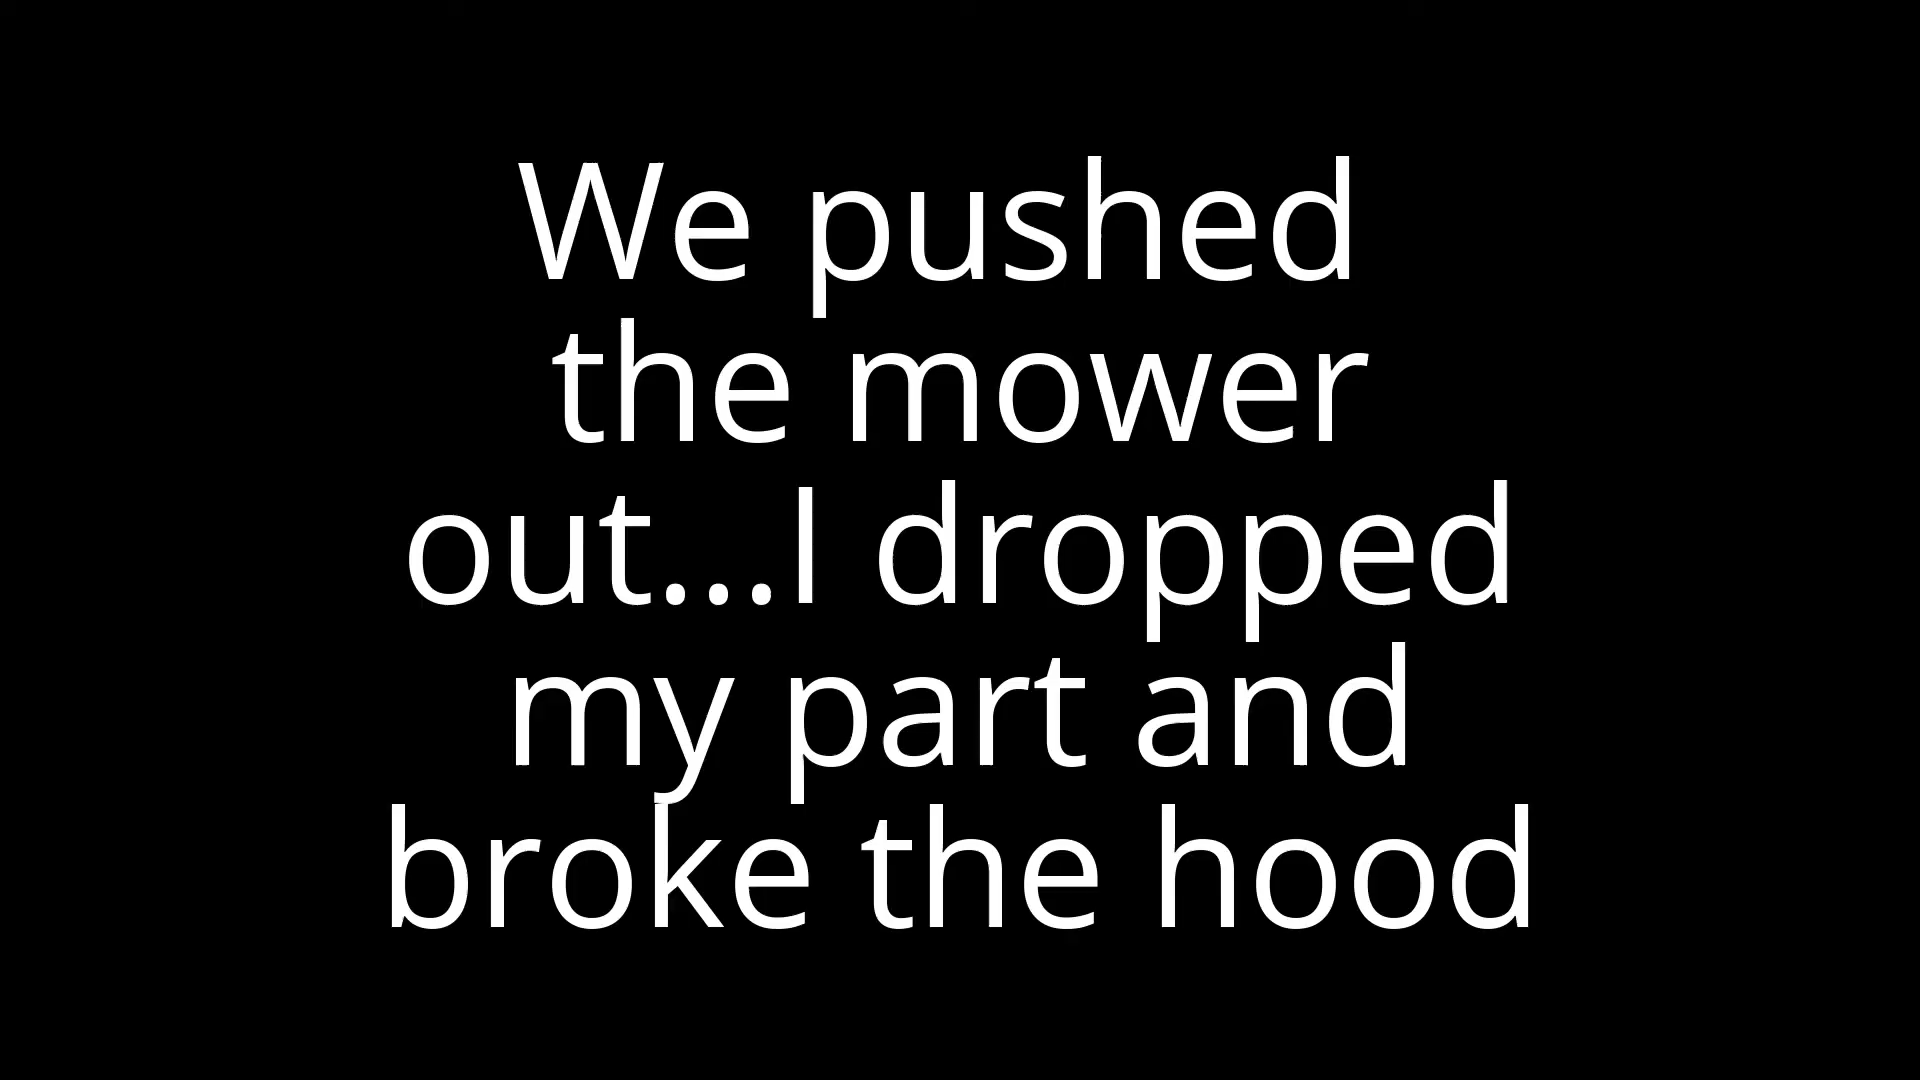 We pushed
the mower
out...I dropped
my part and
broke the hood